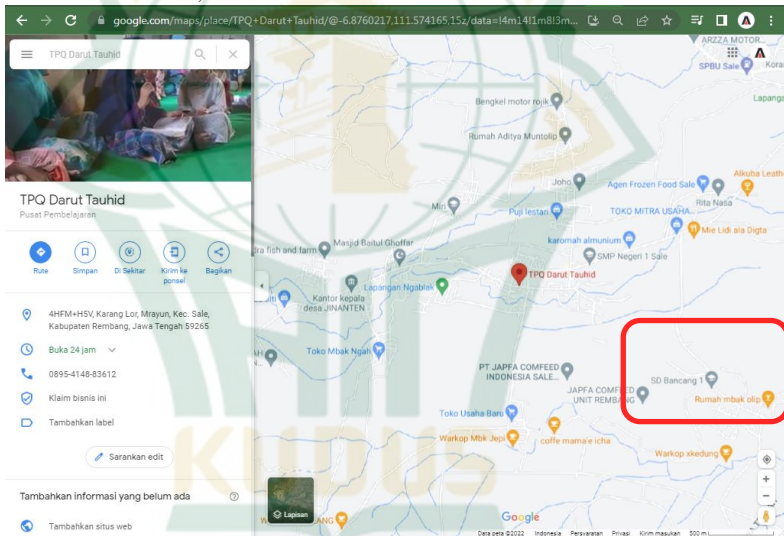 google.com/maps/place/TPQ+Darut+Tauhid/@-6.8760217,111.574165,15z/data=!4m14!1m8!3m...
TPQ Darut Tauhid
TPQ Darut Tauhid
Pusat Pembelajaran
Rute
Simpan
Di Sekitar
Kirim ke
ponsel
Bagikan
4HFM+HSV, Karang Lor, Mrayun, Kec. Sale,
Kabupaten Rembang, Jawa Tengah 59265
Buka 24 jam
0895-4148-83612
Klaim bisnis ini
Tambahkan label
Sarankan edit
Tambahkan informasi yang belum ada
Tambahkan situs web
ARZZA MOTOR...
SPBU Sale
Bengkel motor rojik
Rumah Aditya Muntolip
Joho
Agen Frozen Food Sale
Alkuba Leath
Rita Nasa
Miri
Puji lestari
TOKO MITRA USAHA...
Mie Lidi ala Digta
karomah almunium
SMP Negeri 1 Sale
dra fish and farm
Masjid Baitul Ghoffar
TPQ Darut Tauhid
Lapangan Ngablak
Kantor kepala
desa JINANTEN
Toko Mbak Ngah
PT JAPFA COMFEED
INDONESIA SALE...
JAPFA COMFEED
UNIT REMBANG
SD Bancang 1
Rumah mbak olip
Toko Usaha Baru
Warkop Mbk Jepi
coffe mama'e icha
Warkop xkedung
Lapisan
Google
Data peta ©2022
Indonesia
Persyaratan
Privasi
Kirim masukan
500 m
KUDUS